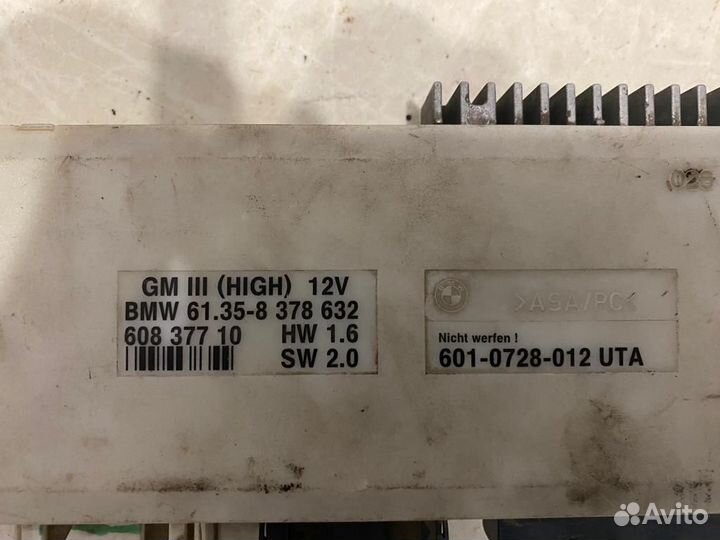 GM III (HIGH) 12V
BMW 61.35-8 378 632
608 377 10 HW 1.6
SW 2.0
>ASA/PC<
Nicht werfen !
601-0728-012 UTA
Avito